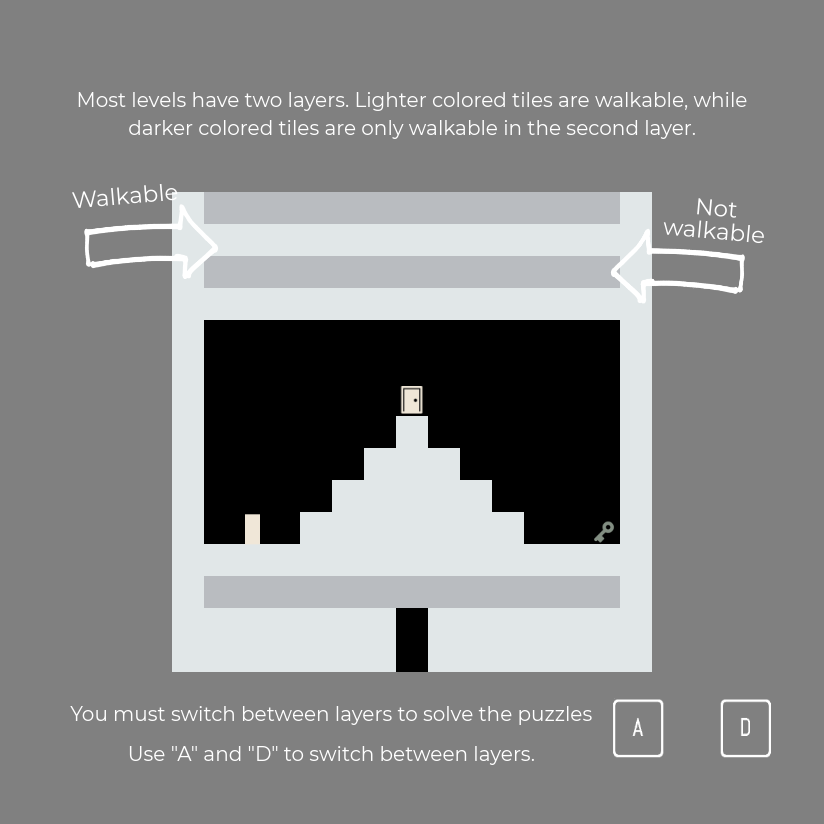 Most levels have two layers. Lighter colored tiles are walkable, while
darker colored tiles are only walkable in the second layer.
Walkable
Not
walkable
You must switch between layers to solve the puzzles
Use "A" and "D" to switch between layers.
A
D